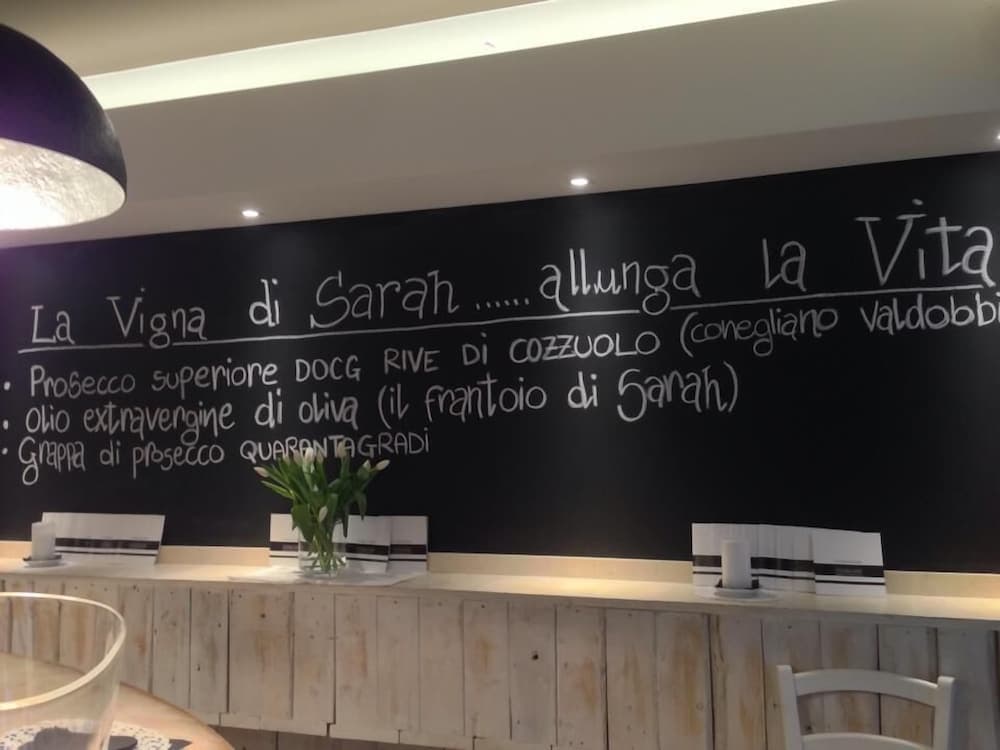 La Vigna di Sarah ...... allunga la Vita
• Prosecco superiore DOCG RIVE Di COZZUOLO (conegliano valdobbi
• olio extravergine di oliva (il frantoio di Sarah)
• Grappa di prosecco QUARANTAGRADi